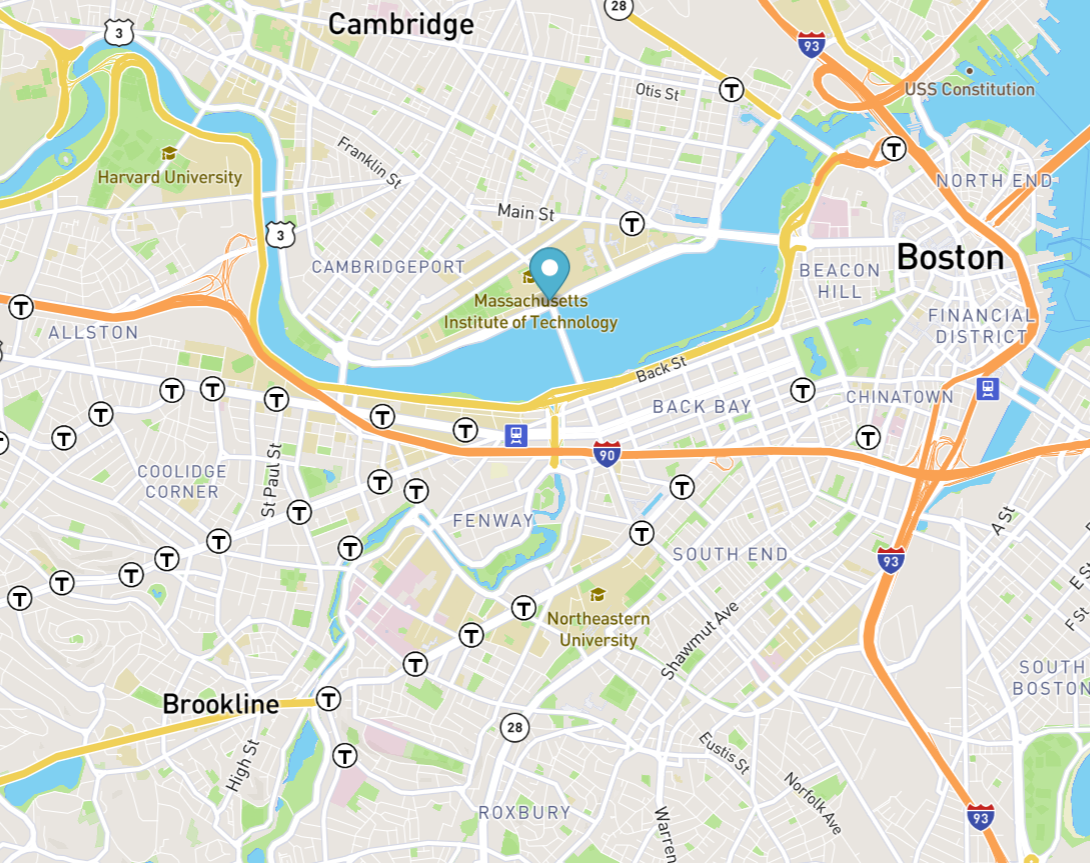 Cambridge
28
3
93
Otis St
T
USS Constitution
Franklin St
T
Harvard University
NORTH END
Main St
T
3
CAMBRIDGEPORT
Boston
BEACON
HILL
Massachusetts
Institute of Technology
T
ALLSTON
FINANCIAL
DISTRICT
Back St
T
T
T
T
CHINATOWN
BACK BAY
T
T
T
T
T
90
COOLIDGE
CORNER
St Paul St
T
T
T
T
FENWAY
A St
T
T
SOUTH END
T
T
93
E St
T
T
T
Northeastern
University
T
F St
Shawmut Ave
T
T
SOUTH
BOSTON
Brookline
T
28
High St
T
Eustis St
Norfolk Ave
ROXBURY
Warren
93